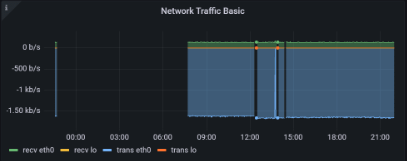 i
Network Traffic Basic
0 b/s
-500 b/s
-1 kb/s
-1.50 kb/s
00:00 03:00 06:00 09:00 12:00 15:00 18:00 21:00
recv eth0 recv lo trans eth0 trans lo